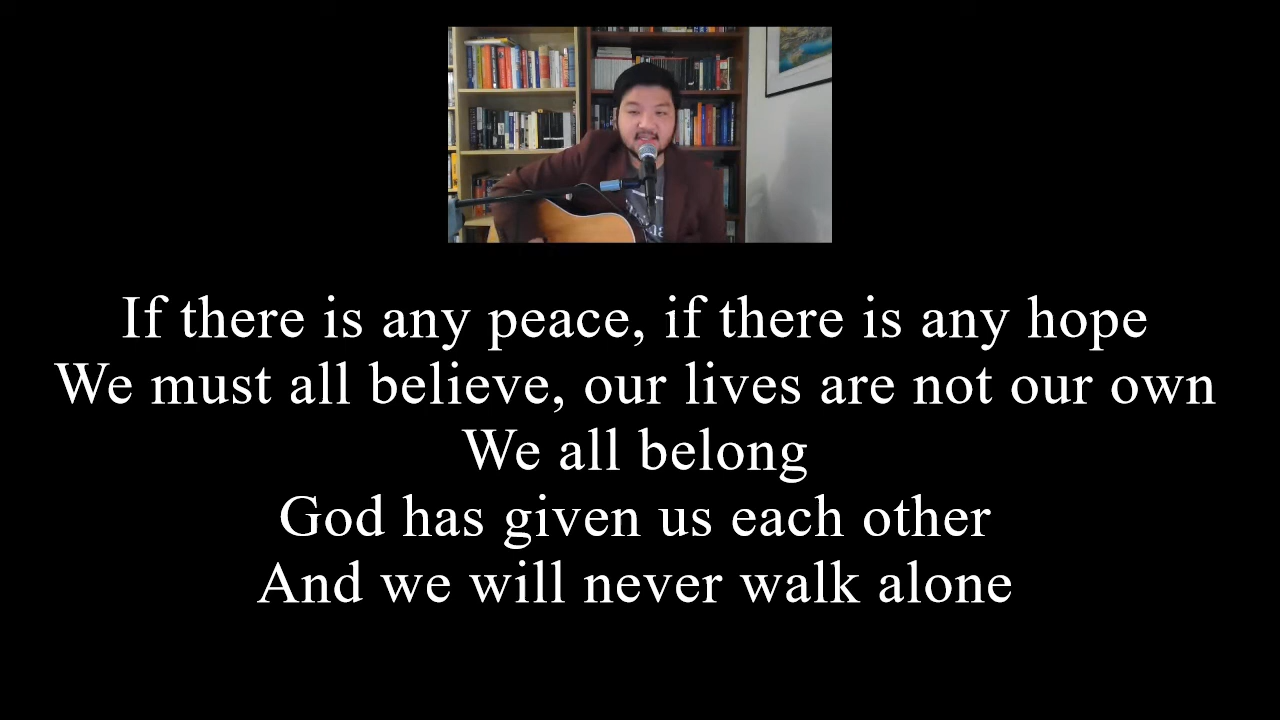 If there is any peace, if there is any hope
We must all believe, our lives are not our own
We all belong
God has given us each other
And we will never walk alone